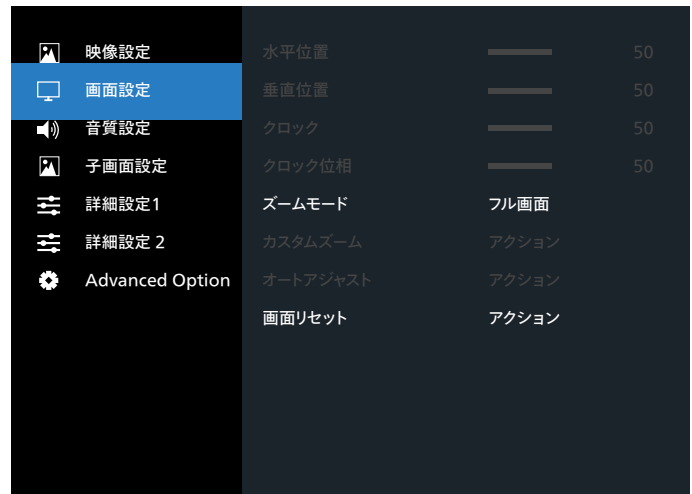 映像設定
画面設定
音質設定
子画面設定
詳細設定1
詳細設定 2
Advanced Option
水平位置 50
垂直位置 50
クロック 50
クロック位相 50
ズームモード フル画面
カスタムズーム アクション
オートアジャスト アクション
画面リセット アクション